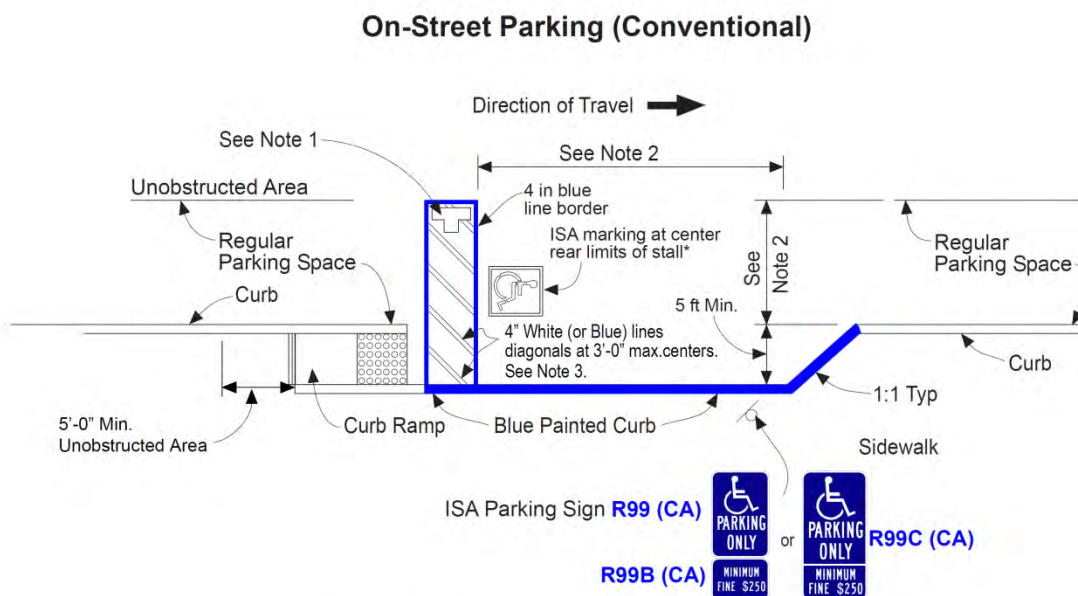 On-Street Parking (Conventional)
Direction of Travel
See Note 1
See Note 2
Unobstructed Area
4 in blue
line border
Regular
Parking Space
ISA marking at center
rear limits of stall*
See
Note 2
Regular
Parking Space
Curb
5 ft Min.
4" White (or Blue) lines
diagonals at 3'-0" max.centers.
See Note 3.
Curb
1:1 Typ
5'-0" Min.
Unobstructed Area
Curb Ramp
Blue Painted Curb
Sidewalk
ISA Parking Sign R99 (CA)
PARKING
ONLY
or
PARKING
ONLY
R99C (CA)
R99B (CA)
MINIMUM
FINE $250
MINIMUM
FINE $250